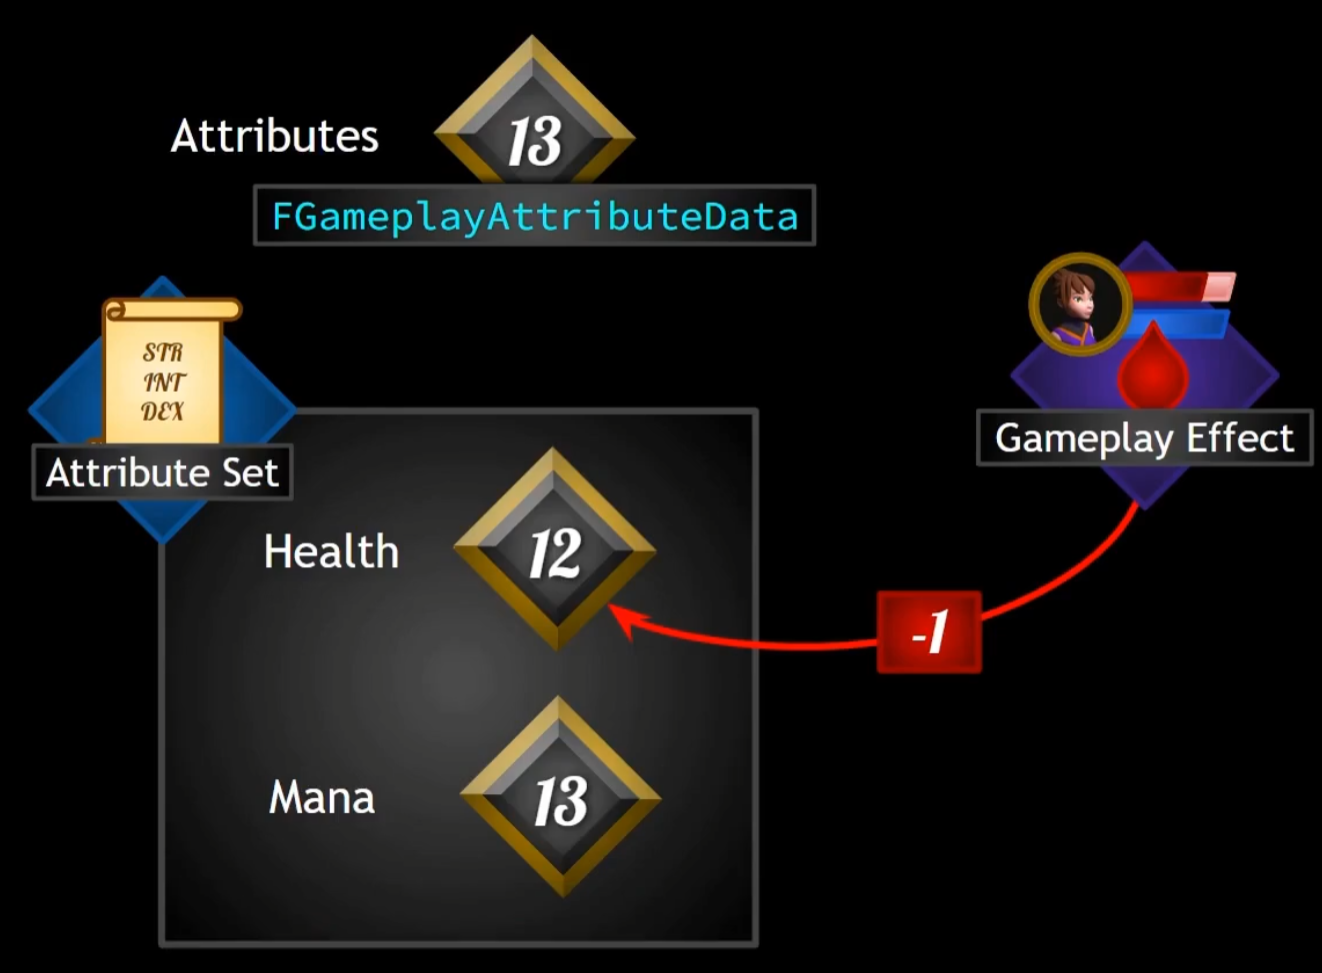 Attributes
13
FGameplayAttributeData
STR
INT
DEX
Attribute Set
Gameplay Effect
Health
12
-1
Mana
13